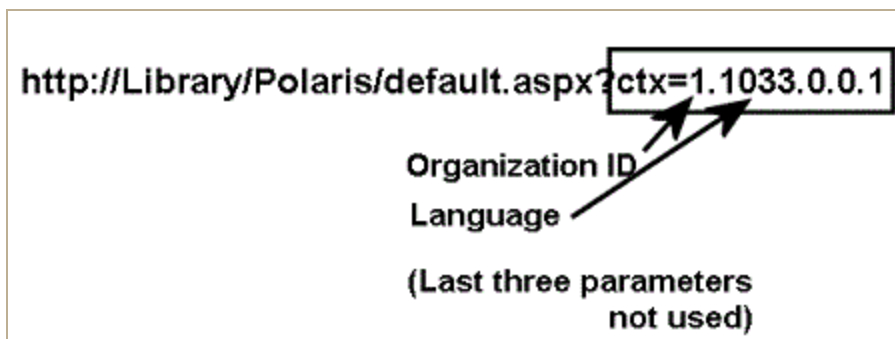 http://Library/Polaris/default.aspx?ctx=1.1033.0.0.1
Organization ID
Language
(Last three parameters
not used)